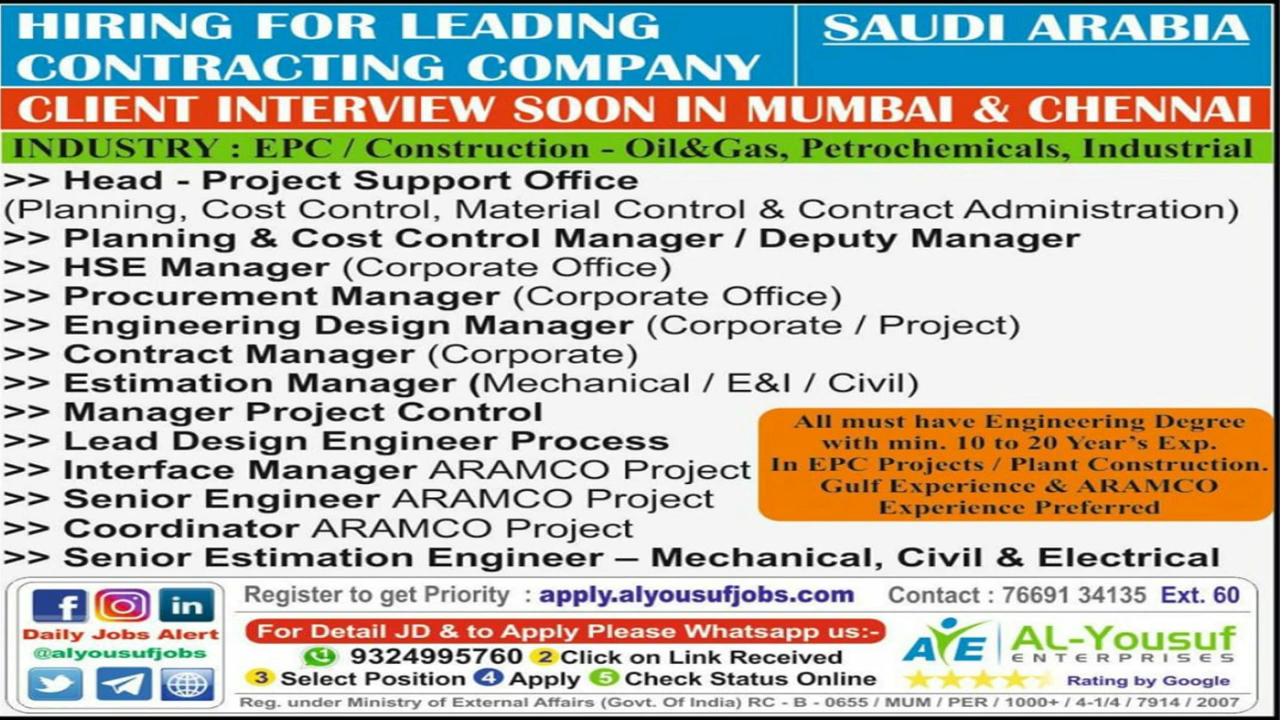 HIRING FOR LEADING
CONTRACTING COMPANY
SAUDI ARABIA
CLIENT INTERVIEW SOON IN MUMBAI & CHENNAI
INDUSTRY : EPC / Construction - Oil&Gas, Petrochemicals, Industrial
>> Head - Project Support Office
(Planning, Cost Control, Material Control & Contract Administration)
>> Planning & Cost Control Manager / Deputy Manager
>> HSE Manager (Corporate Office)
>> Procurement Manager (Corporate Office)
>> Engineering Design Manager (Corporate / Project)
>> Contract Manager (Corporate)
>> Estimation Manager (Mechanical / E&I / Civil)
>> Manager Project Control
>> Lead Design Engineer Process
>> Interface Manager ARAMCO Project
>> Senior Engineer ARAMCO Project
>> Coordinator ARAMCO Project
>> Senior Estimation Engineer – Mechanical, Civil & Electrical
All must have Engineering Degree
with min. 10 to 20 Year's Exp.
In EPC Projects / Plant Construction.
Gulf Experience & ARAMCO
Experience Preferred
f in
Daily Jobs Alert
@alyousufjobs
Register to get Priority : apply.alyousufjobs.com Contact : 76691 34135 Ext. 60
For Detail JD & to Apply Please Whatsapp us:-
1 9324995760 2 Click on Link Received
3 Select Position 4 Apply 5 Check Status Online
AYE AL-Yousuf
ENTERPRISES
Rating by Google
Reg. under Ministry of External Affairs (Govt. Of India) RC - B - 0655 / MUM / PER / 1000+ / 4-1/4 / 7914 / 2007